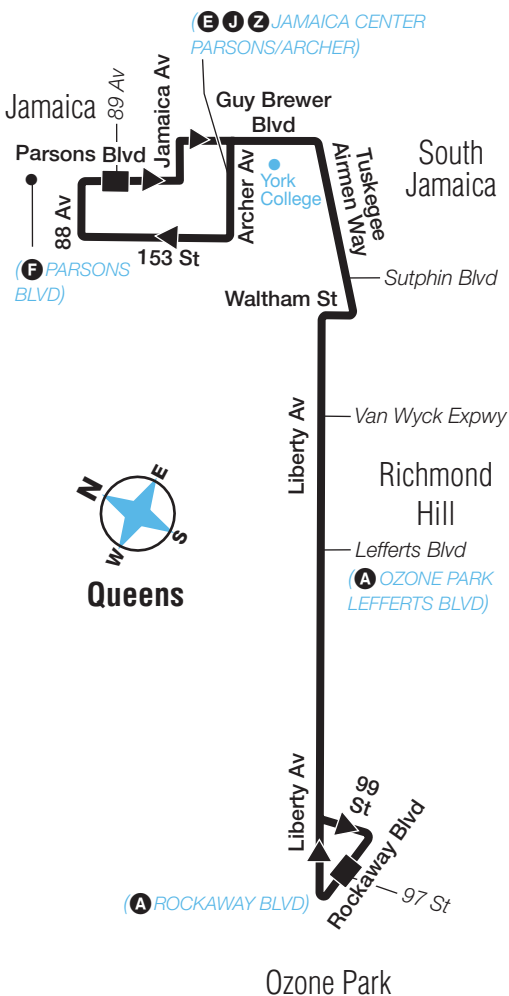 (E J Z JAMAICA CENTER
PARSONS/ARCHER)
Jamaica
89 Av
Jamaica Av
Guy Brewer
Blvd
Parsons Blvd
Archer Av
York
College
Tuskegee
Airmen Way
South
Jamaica
88 Av
153 St
(F PARSONS
BLVD)
Sutphin Blvd
Waltham St
Liberty Av
Van Wyck Expwy
Richmond
Hill
N
E
W
S
Queens
Lefferts Blvd
(A OZONE PARK
LEFFERTS BLVD)
Liberty Av
99
St
Rockaway Blvd
(A ROCKAWAY BLVD)
97 St
Ozone Park